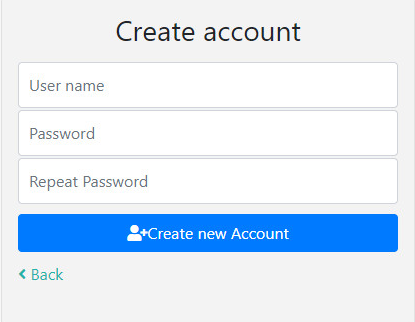 Create account
User name
Password
Repeat Password
Create new Account
Back